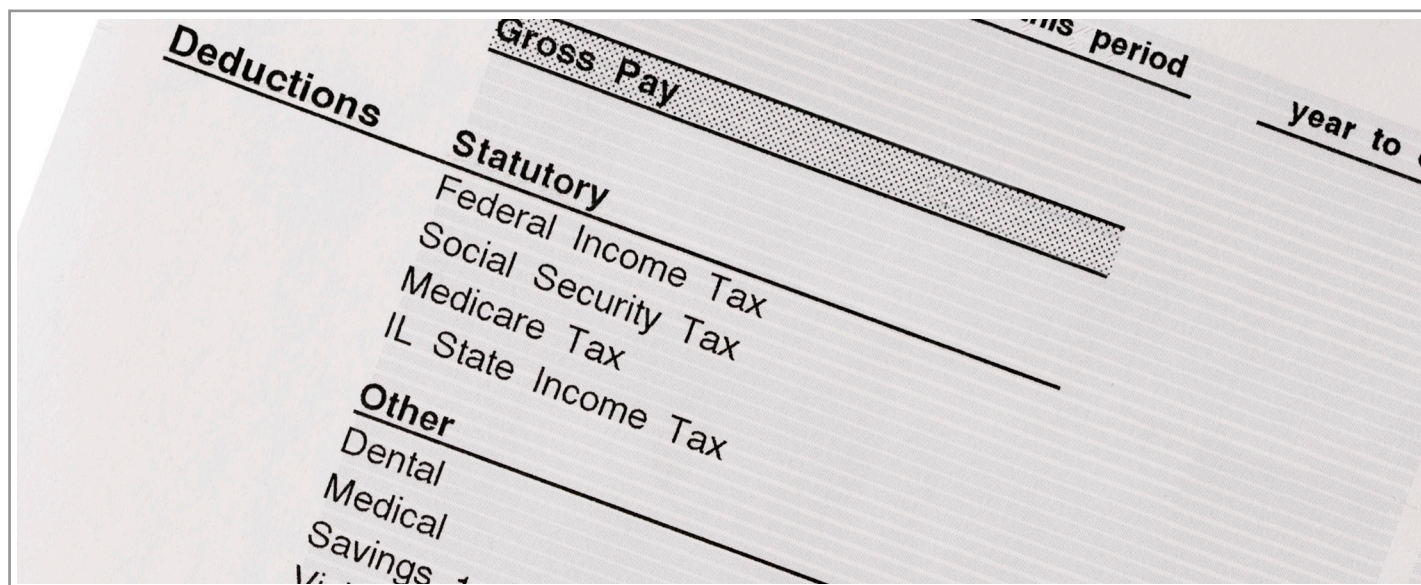 this period
year to
Gross Pay
Deductions
Statutory
Federal Income Tax
Social Security Tax
Medicare Tax
IL State Income Tax
Other
Dental
Medical
Savings